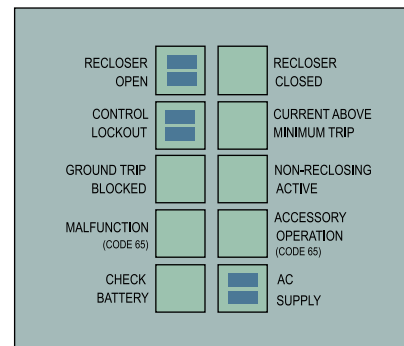 RECLOSER
OPEN
RECLOSER
CLOSED
CONTROL
LOCKOUT
CURRENT ABOVE
MINIMUM TRIP
GROUND TRIP
BLOCKED
NON-RECLOSING
ACTIVE
MALFUNCTION
(CODE 65)
ACCESSORY
OPERATION
(CODE 65)
CHECK
BATTERY
AC
SUPPLY